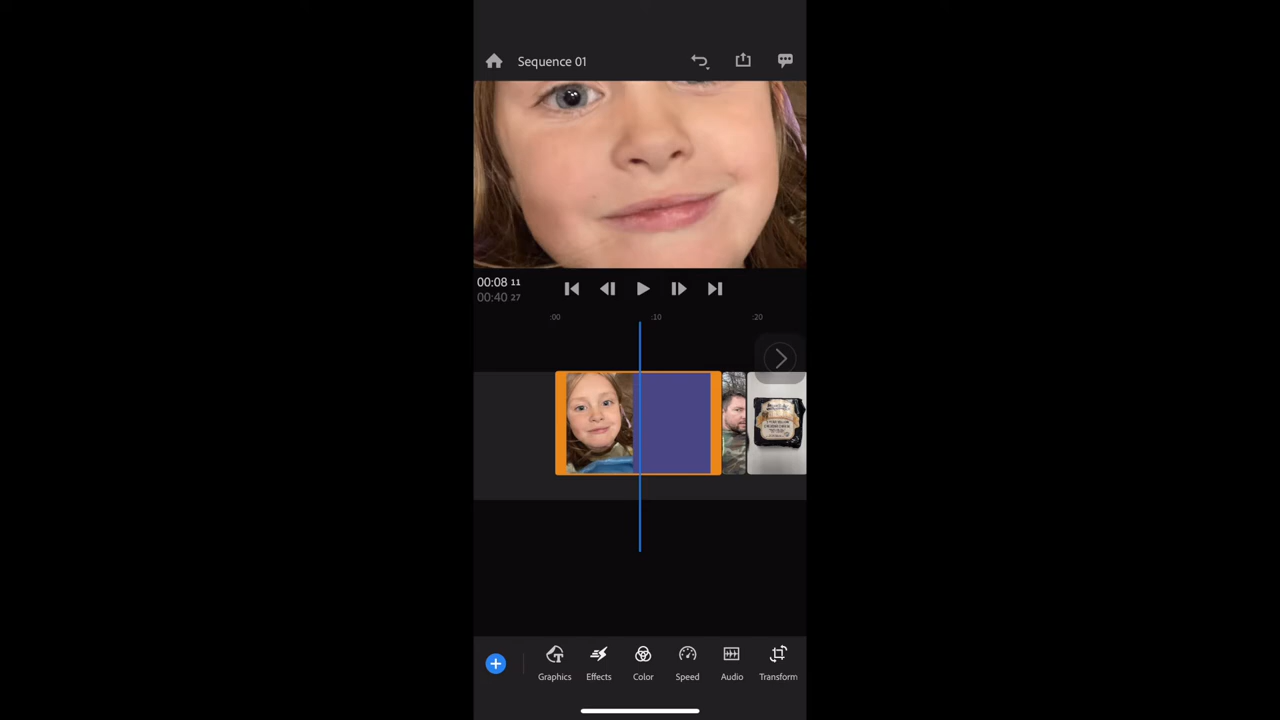 Sequence 01
00:08 11
00:40 27
:00 :10 :20
Graphics Effects Color Speed Audio Transform